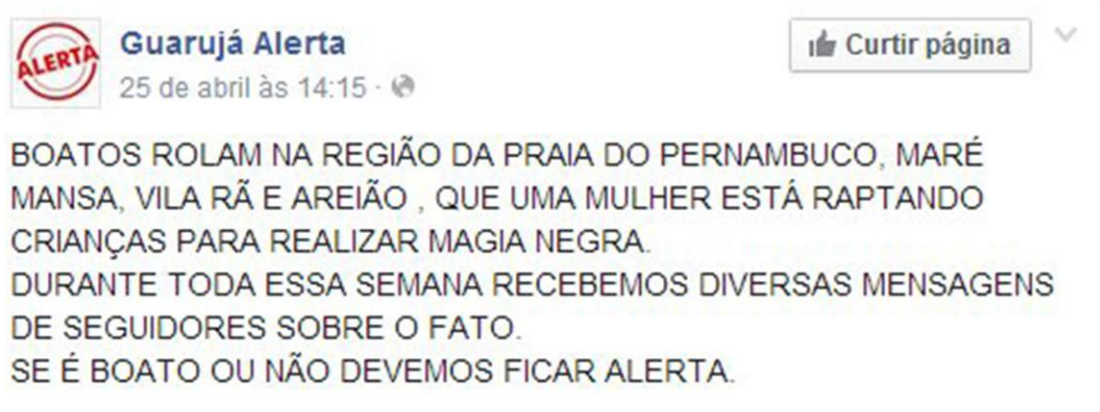 ALERTA
Guarujá Alerta
Curtir página
25 de abril às 14:15 ·
BOATOS ROLAM NA REGIÃO DA PRAIA DO PERNAMBUCO, MARÉ
MANSA, VILA RÃ E AREIÃO , QUE UMA MULHER ESTÁ RAPTANDO
CRIANÇAS PARA REALIZAR MAGIA NEGRA.
DURANTE TODA ESSA SEMANA RECEBEMOS DIVERSAS MENSAGENS
DE SEGUIDORES SOBRE O FATO.
SE É BOATO OU NÃO DEVEMOS FICAR ALERTA.